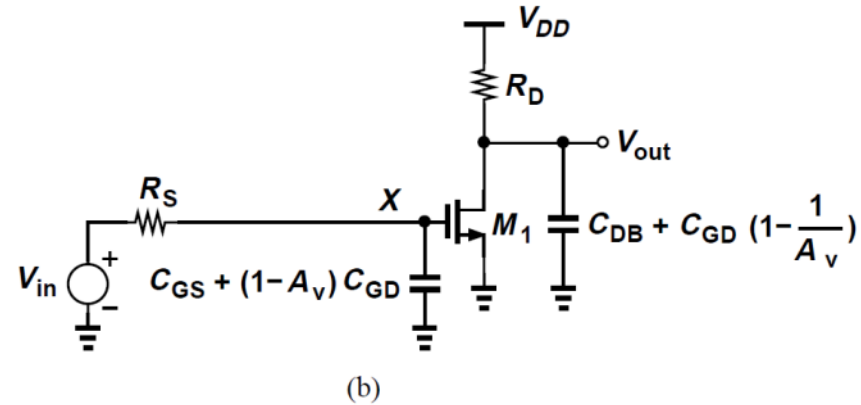 V_DD
R_D
V_out
R_S
X
M_1
C_DB + C_GD (1 - 1/A_v)
V_in
+
−
C_GS + (1−A_v) C_GD
(b)